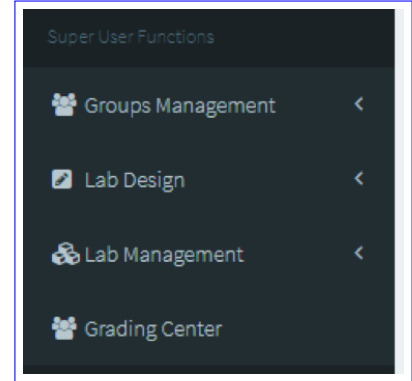 Super User Functions
Groups Management
Lab Design
Lab Management
Grading Center